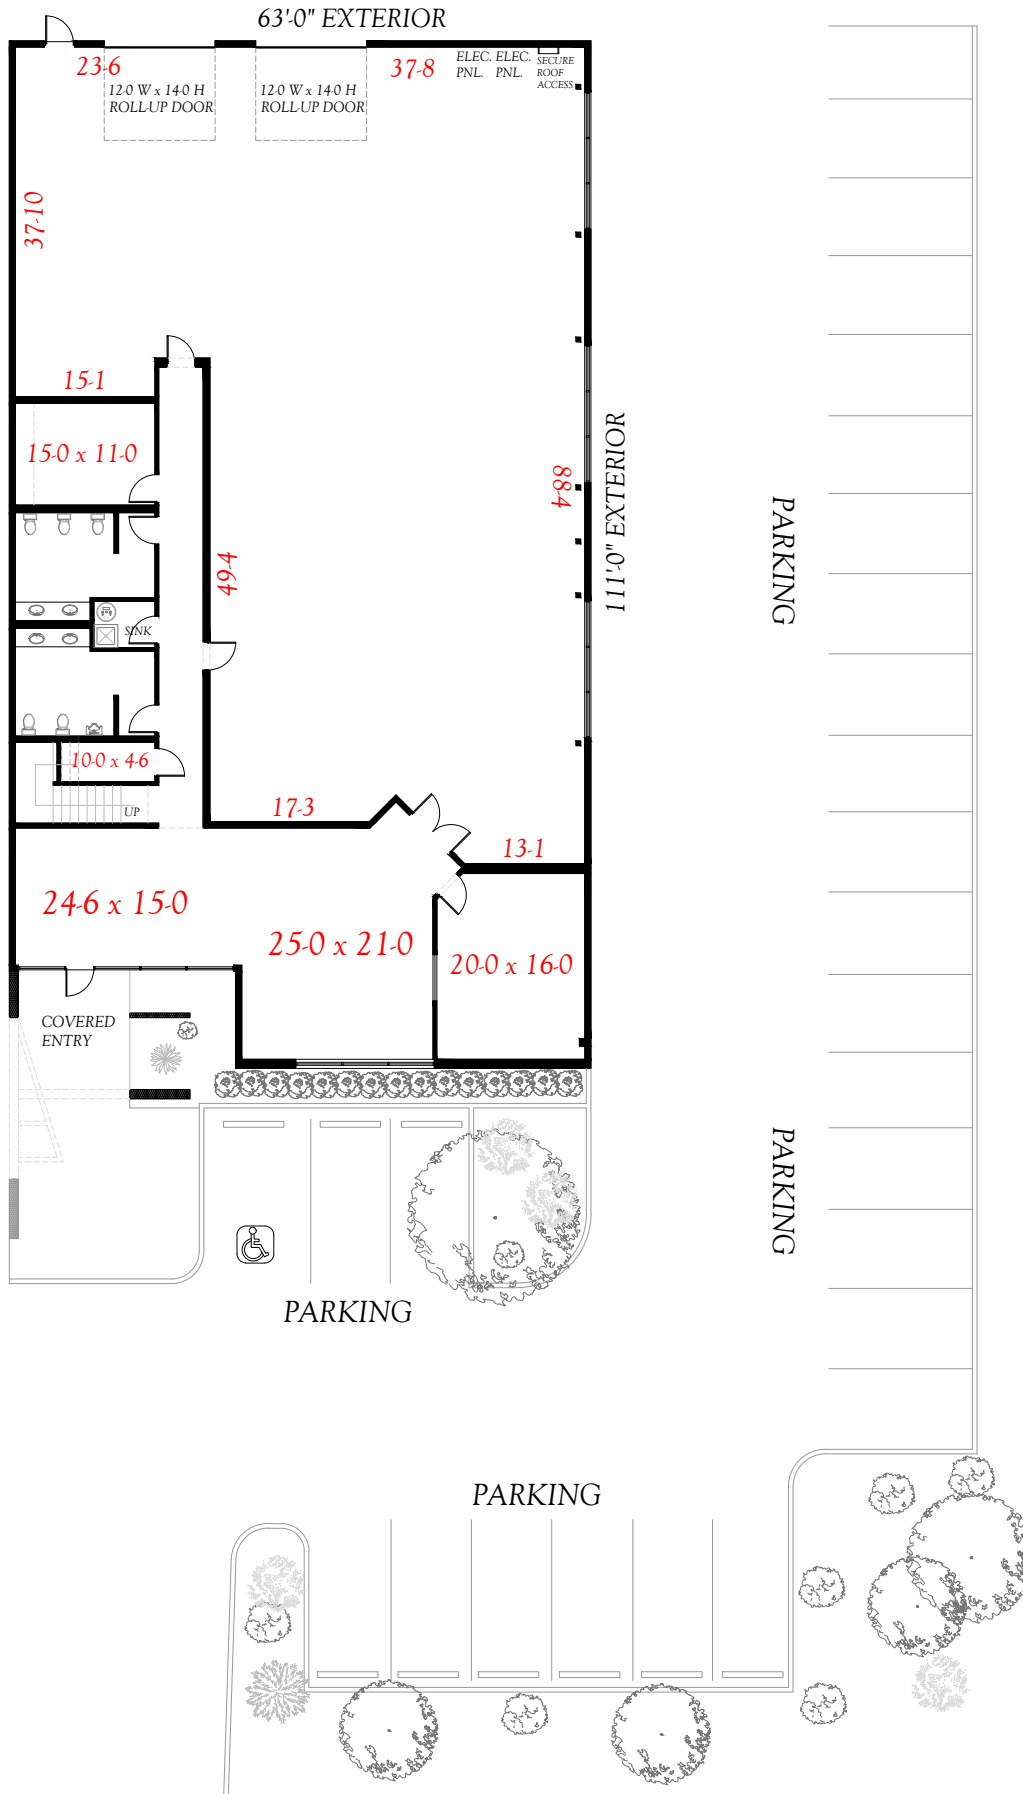 63'-0" EXTERIOR
23-6
37-8
ELEC. ELEC.
PNL. PNL.
SECURE
ROOF
ACCESS
12-0 W x 14-0 H
ROLL-UP DOOR
12-0 W x 14-0 H
ROLL-UP DOOR
37-10
15-1
15-0 x 11-0
88-4
111'-0" EXTERIOR
PARKING
49-4
SINK
10-0 x 4-6
UP
17-3
13-1
24-6 x 15-0
25-0 x 21-0
20-0 x 16-0
COVERED
ENTRY
PARKING
PARKING
PARKING